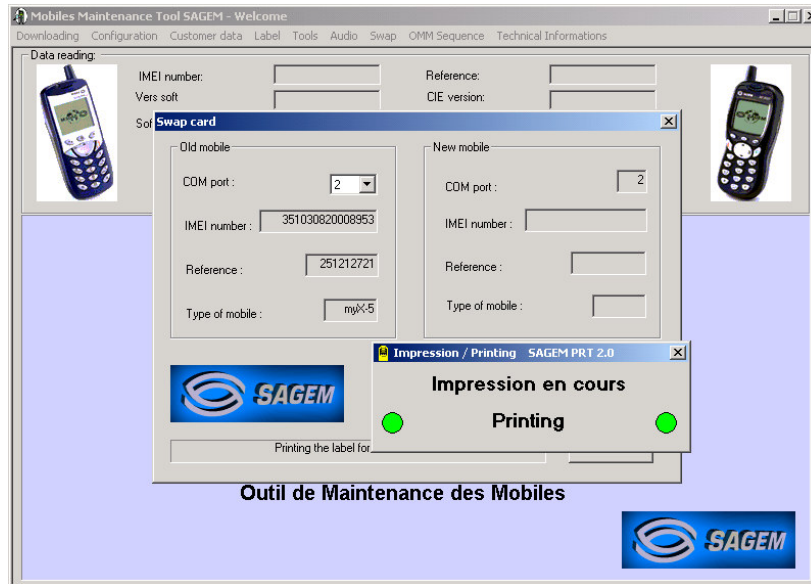 Mobiles Maintenance Tool SAGEM - Welcome
Downloading Configuration Customer data Label Tools Audio Swap OMM Sequence Technical Informations
Data reading:
IMEI number: Reference:
Vers soft CIE version:
Sof
Swap card
Old mobile New mobile
COM port : 2 COM port : 2
IMEI number : 351030820008953 IMEI number :
Reference : 251212721 Reference :
Type of mobile : myX-5 Type of mobile :
Impression / Printing SAGEM PRT 2.0
Impression en cours
Printing
SAGEM
Printing the label for
Outil de Maintenance des Mobiles
SAGEM